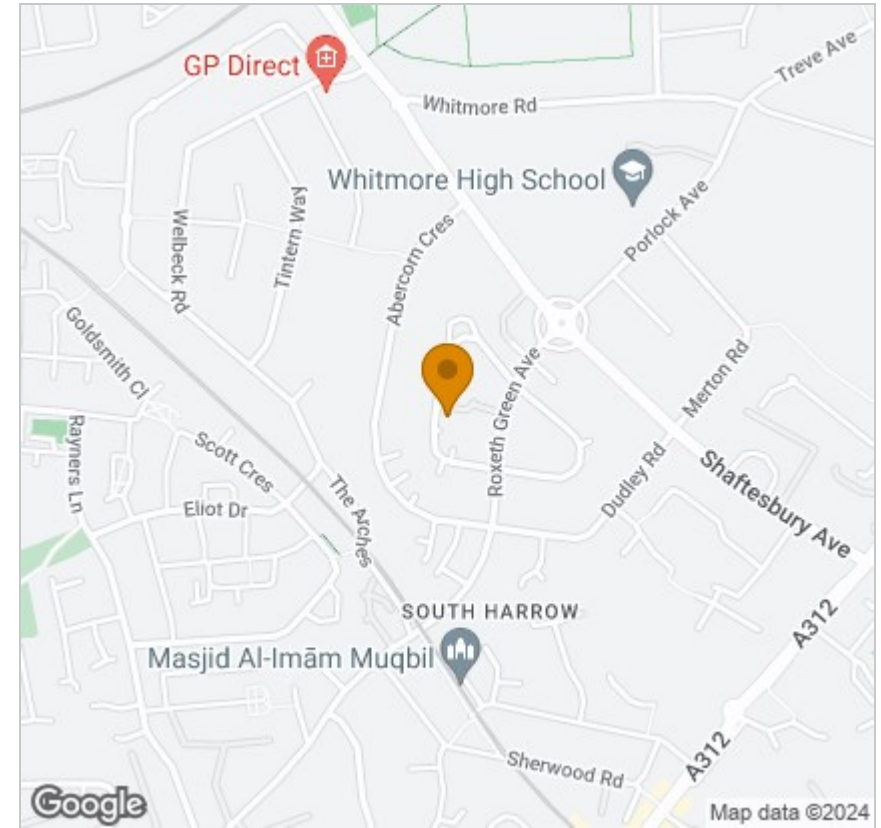 GP Direct
Treve Ave
Whitmore Rd
Whitmore High School
Welbeck Rd
Tintern Way
Abercorn Cres
Porlock Ave
Goldsmith Cl
Rayners Ln
Scott Cres
Roxeth Green Ave
Merton Rd
Eliot Dr
The Arches
Dudley Rd
Shaftesbury Ave
SOUTH HARROW
A312
Masjid Al-Imām Muqbil
A312
Sherwood Rd
Google
Map data ©2024